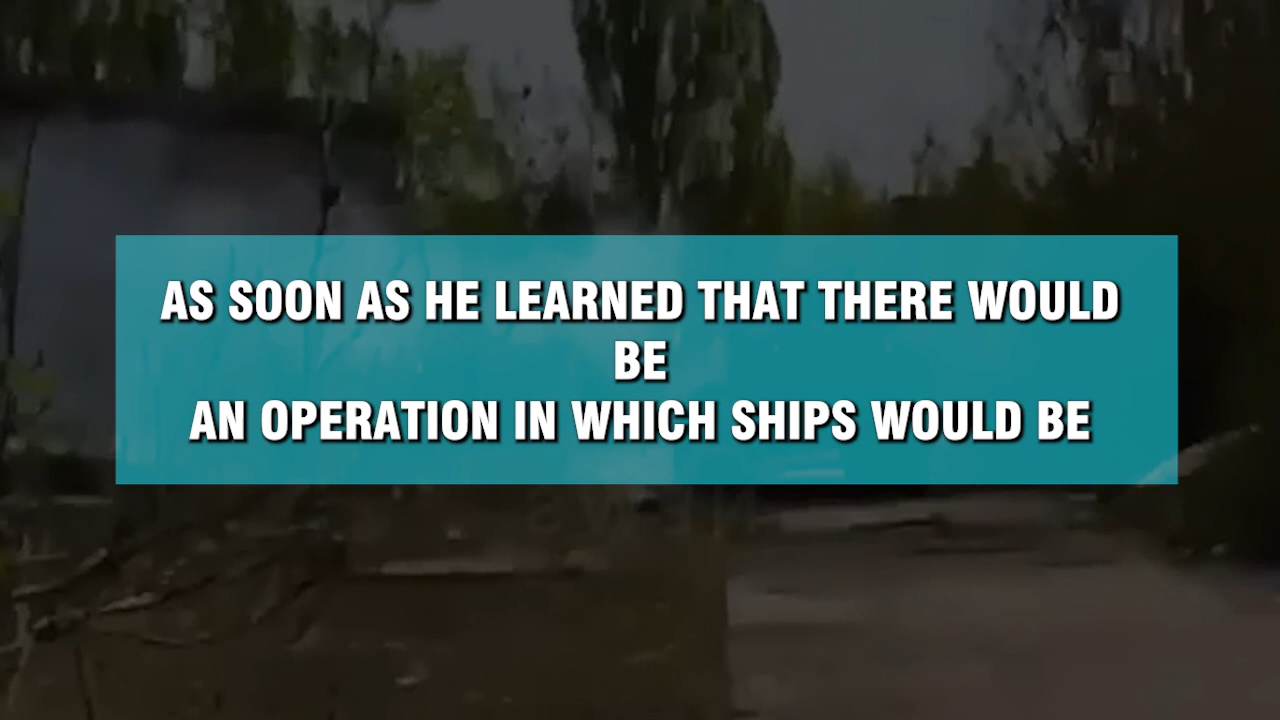 AS SOON AS HE LEARNED THAT THERE WOULD
BE
AN OPERATION IN WHICH SHIPS WOULD BE